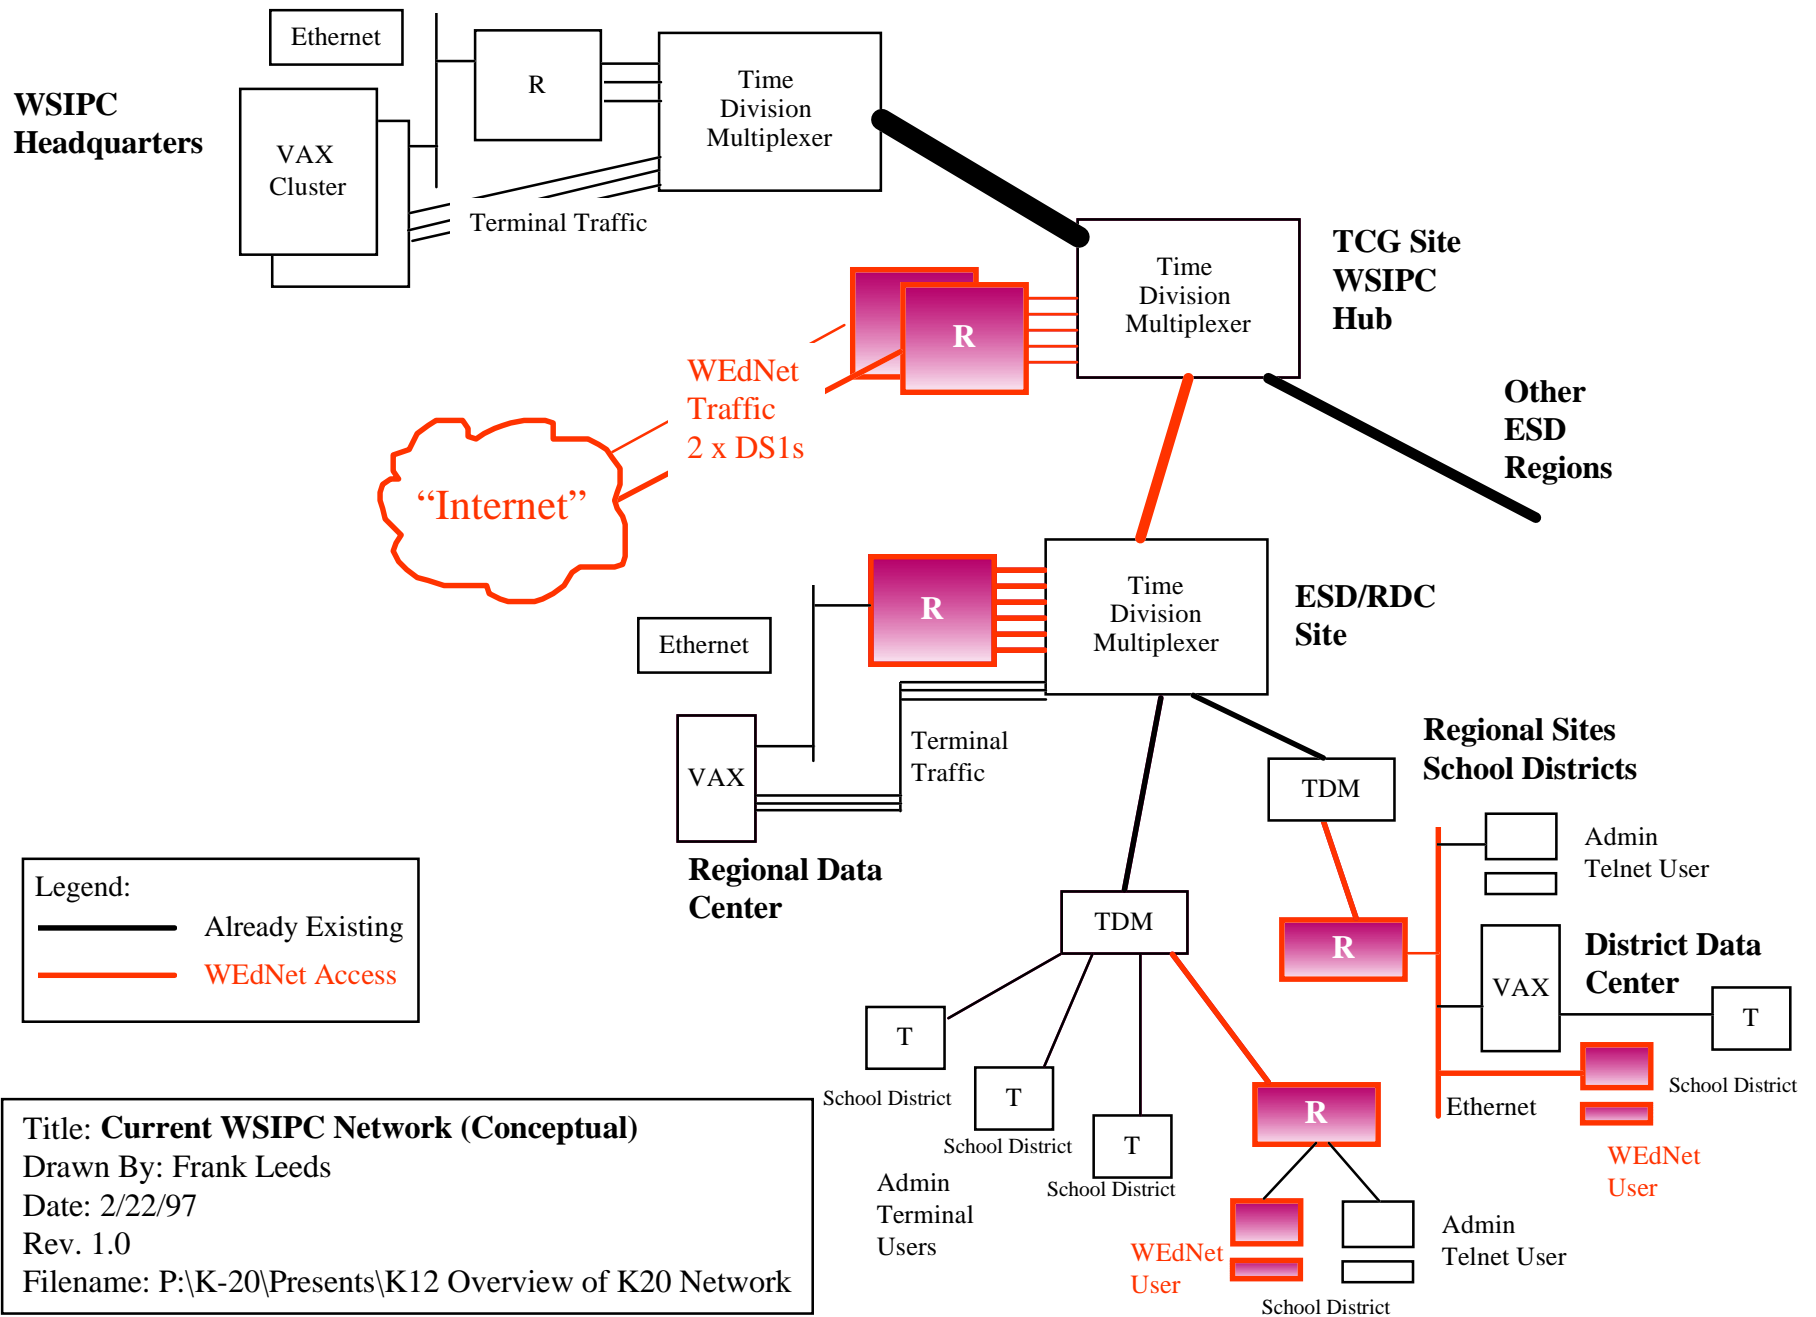 Ethernet
R
Time
Division
Multiplexer
WSIPC
Headquarters
VAX
Cluster
Terminal Traffic
TCG Site
WSIPC
Hub
Time
Division
Multiplexer
R
WEdNet
Traffic
2 x DS1s
Other
ESD
Regions
“Internet”
Time
Division
Multiplexer
ESD/RDC
Site
R
Ethernet
Terminal
Traffic
VAX
Regional Data
Center
Regional Sites
School Districts
TDM
Admin
Telnet User
Legend:
Already Existing
WEdNet Access
TDM
R
District Data
Center
VAX
T
School District
Ethernet
WEdNet
User
T
School District
T
School District
T
School District
Admin
Terminal
Users
R
WEdNet
User
Admin
Telnet User
School District
Title: Current WSIPC Network (Conceptual)
Drawn By: Frank Leeds
Date: 2/22/97
Rev. 1.0
Filename: P:\K-20\Presents\K12 Overview of K20 Network